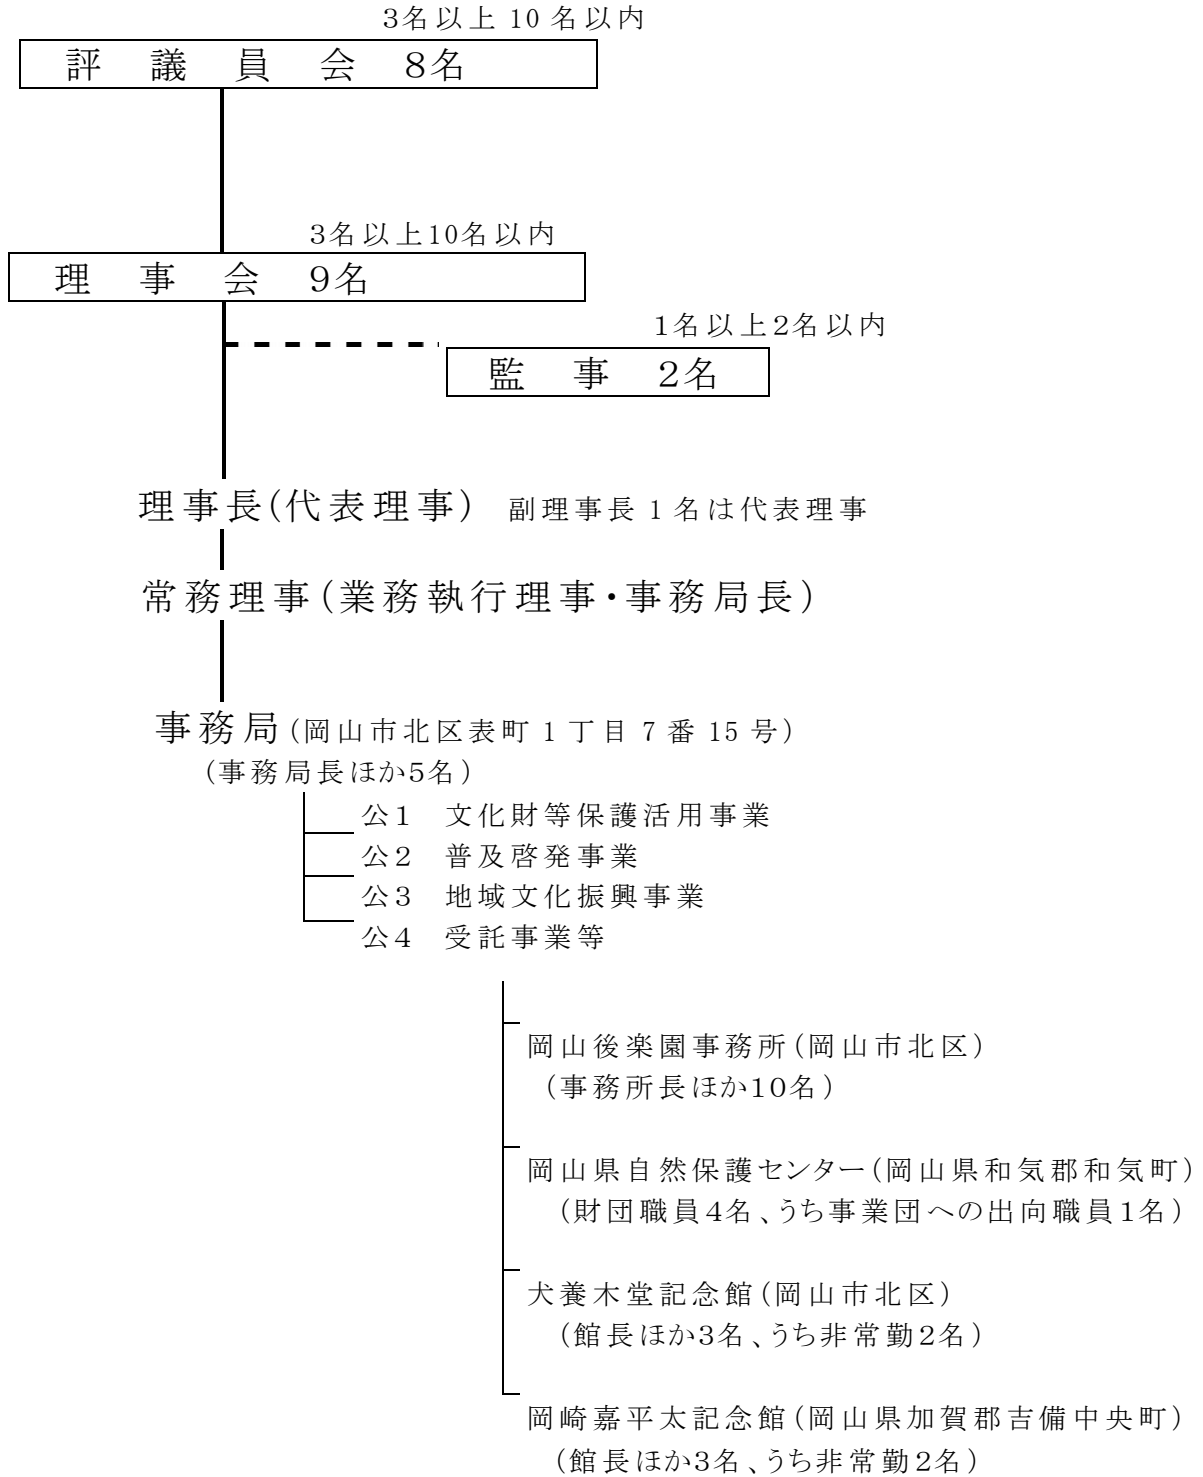 3名以上10名以内
評議員会 8名
3名以上10名以内
理事会 9名
1名以上2名以内
監事 2名
理事長(代表理事) 副理事長1名は代表理事
常務理事(業務執行理事・事務局長)
事務局(岡山市北区表町1丁目7番15号)
(事務局長ほか5名)
公1 文化財等保護活用事業
公2 普及啓発事業
公3 地域文化振興事業
公4 受託事業等
岡山後楽園事務所(岡山市北区)
(事務所長ほか10名)
岡山県自然保護センター(岡山県和気郡和気町)
(財団職員4名、うち事業団への出向職員1名)
犬養木堂記念館(岡山市北区)
(館長ほか3名、うち非常勤2名)
岡崎嘉平太記念館(岡山県加賀郡吉備中央町)
(館長ほか3名、うち非常勤2名)